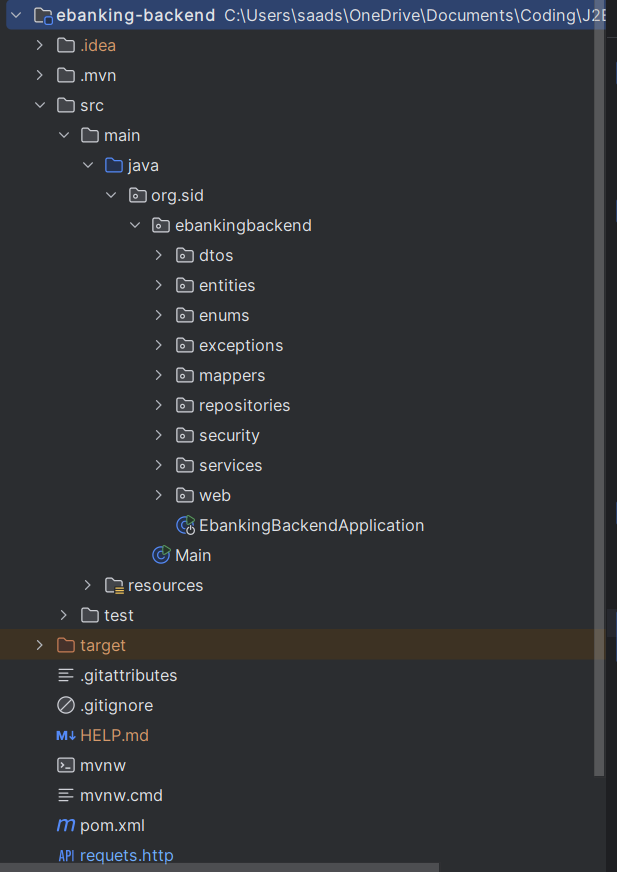 ebanking-backend C:\Users\saads\OneDrive\Documents\Coding\J2E
.idea
.mvn
src
main
java
org.sid
ebankingbackend
dtos
entities
enums
exceptions
mappers
repositories
security
services
web
EbankingBackendApplication
Main
resources
test
target
.gitattributes
.gitignore
M↓ HELP.md
mvnw
mvnw.cmd
m pom.xml
API requets.http